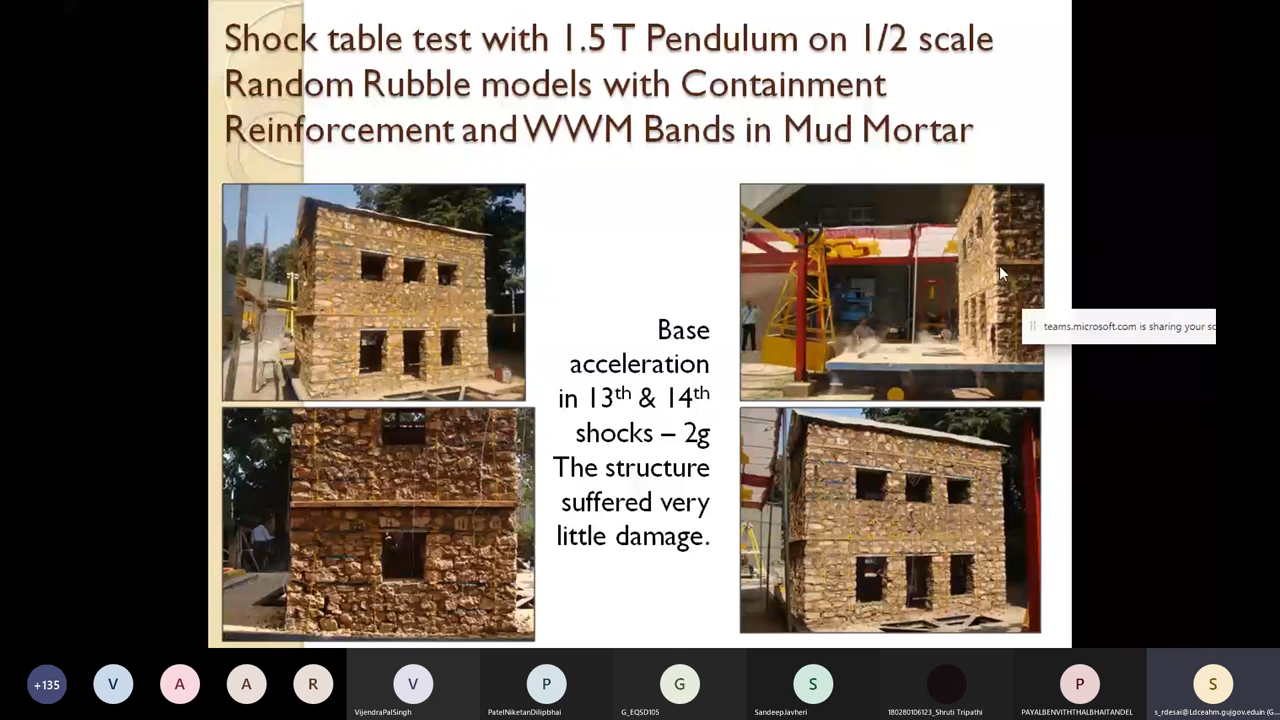 Shock table test with 1.5 T Pendulum on 1/2 scale
Random Rubble models with Containment
Reinforcement and WWM Bands in Mud Mortar
Base
acceleration
in 13th & 14th
shocks – 2g
The structure
suffered very
little damage.
teams.microsoft.com is sharing your sc
+135
V
A
A
R
V
P
G
S
P
S
VijendraPalSingh
PatelNiketanDilipbhai
G_EQSD105
SandeepJavheri
180280106123_Shruti Tripathi
PAYALBENVITHTHALBHAITANDEL
s_rdesai@Ldceahm.gujgov.eduin (G...